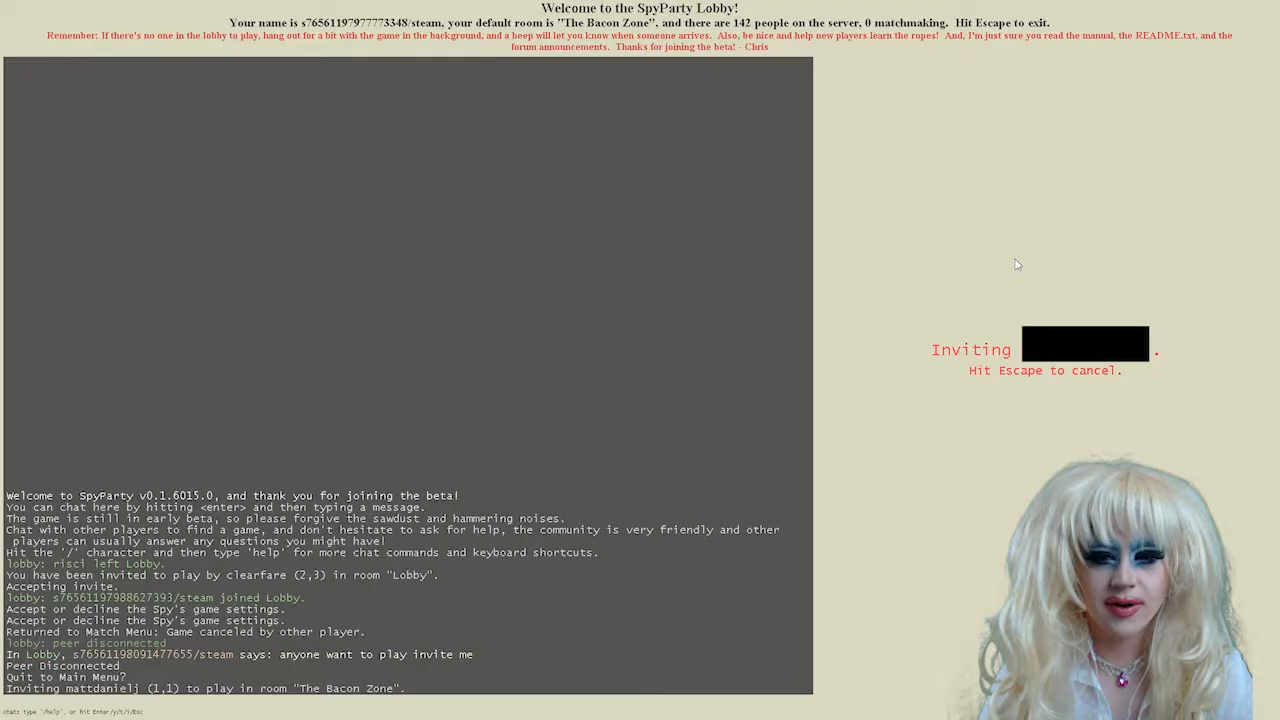 Welcome to the SpyParty Lobby!
Your name is s76561197977773348/steam, your default room is "The Bacon Zone", and there are 142 people on the server, 0 matchmaking.  Hit Escape to exit.
Remember: If there's no one in the lobby to play, hang out for a bit with the game in the background, and a beep will let you know when someone arrives.  Also, be nice and help new players learn the ropes!  And, I'm just sure you read the manual, the README.txt, and the
forum announcements.  Thanks for joining the beta! - Chris
Inviting .
Hit Escape to cancel.
Welcome to SpyParty v0.1.6015.0, and thank you for joining the beta!
You can chat here by hitting <enter> and then typing a message.
The game is still in early beta, so please forgive the sawdust and hammering noises.
Chat with other players to find a game, and don't hesitate to ask for help, the community is very friendly and other
players can usually answer any questions you might have!
Hit the '/' character and then type 'help' for more chat commands and keyboard shortcuts.
lobby: risci left Lobby.
You have been invited to play by clearfare (2,3) in room "Lobby".
Accepting invite.
lobby: s76561197988627393/steam joined Lobby.
Accept or decline the Spy's game settings.
Accept or decline the Spy's game settings.
Returned to Match Menu: Game canceled by other player.
lobby: peer disconnected
In Lobby, s76561198091477655/steam says: anyone want to play invite me
Peer Disconnected
Quit to Main Menu?
Inviting mattdanielj (1,1) to play in room "The Bacon Zone".
chat: type '/help', or hit Enter/y/t/i/Esc